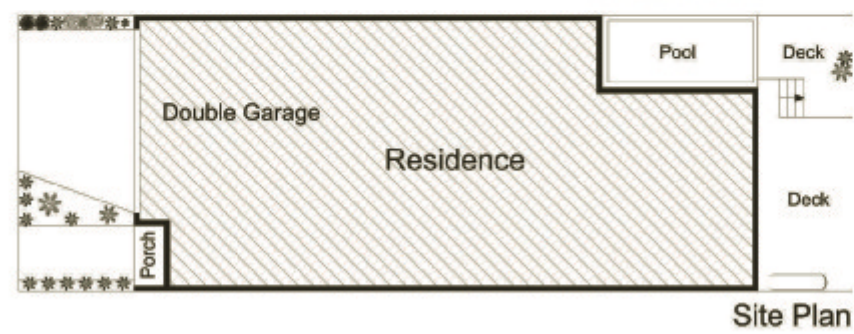 Pool
Deck
Double Garage
Residence
Deck
Porch
Site Plan